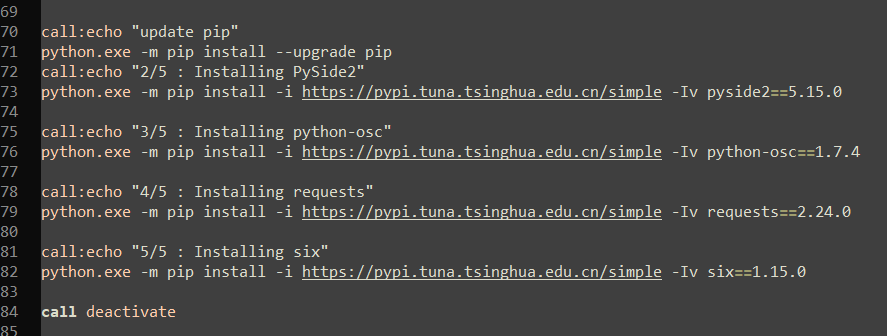 69
70 call:echo "update pip"
71 python.exe -m pip install --upgrade pip
72 call:echo "2/5 : Installing PySide2"
73 python.exe -m pip install -i https://pypi.tuna.tsinghua.edu.cn/simple -Iv pyside2==5.15.0
74
75 call:echo "3/5 : Installing python-osc"
76 python.exe -m pip install -i https://pypi.tuna.tsinghua.edu.cn/simple -Iv python-osc==1.7.4
77
78 call:echo "4/5 : Installing requests"
79 python.exe -m pip install -i https://pypi.tuna.tsinghua.edu.cn/simple -Iv requests==2.24.0
80
81 call:echo "5/5 : Installing six"
82 python.exe -m pip install -i https://pypi.tuna.tsinghua.edu.cn/simple -Iv six==1.15.0
83
84 call deactivate
85